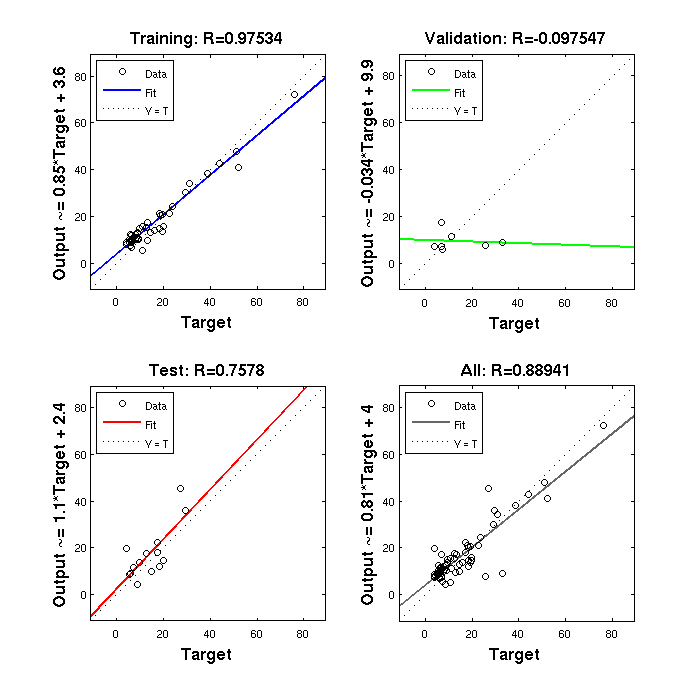 Training: R=0.97534
Output ~= 0.85*Target + 3.6
Data
Fit
Y = T
80
60
40
20
0
0 20 40 60 80
Target
Validation: R=-0.097547
Output ~= -0.034*Target + 9.9
Data
Fit
Y = T
80
60
40
20
0
0 20 40 60 80
Target
Test: R=0.7578
Output ~= 1.1*Target + 2.4
Data
Fit
Y = T
80
60
40
20
0
0 20 40 60 80
Target
All: R=0.88941
Output ~= 0.81*Target + 4
Data
Fit
Y = T
80
60
40
20
0
0 20 40 60 80
Target